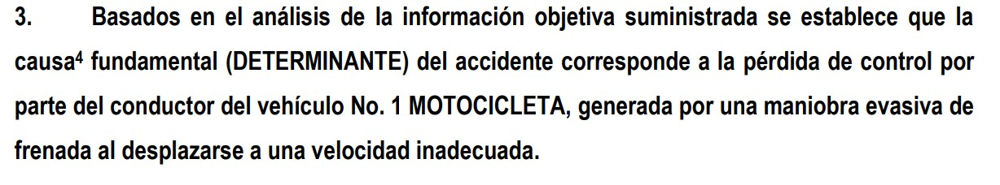 3. Basados en el análisis de la información objetiva suministrada se establece que la
causa⁴ fundamental (DETERMINANTE) del accidente corresponde a la pérdida de control por
parte del conductor del vehículo No. 1 MOTOCICLETA, generada por una maniobra evasiva de
frenada al desplazarse a una velocidad inadecuada.